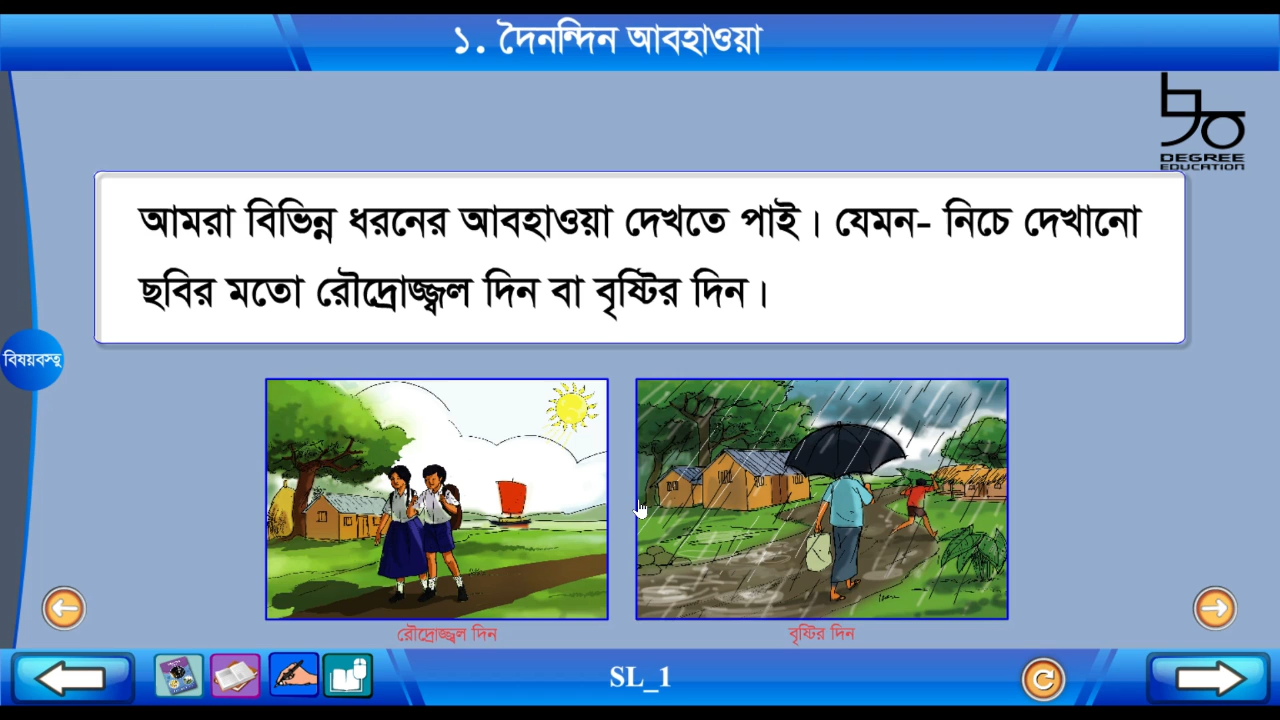 ১. দৈনন্দিন আবহাওয়া
DEGREE
EDUCATION
আমরা বিভিন্ন ধরনের আবহাওয়া দেখতে পাই। যেমন- নিচে দেখানো
ছবির মতো রৌদ্রোজ্জ্বল দিন বা বৃষ্টির দিন।
বিষয়বস্তু
রৌদ্রোজ্জ্বল দিন
বৃষ্টির দিন
SL_1